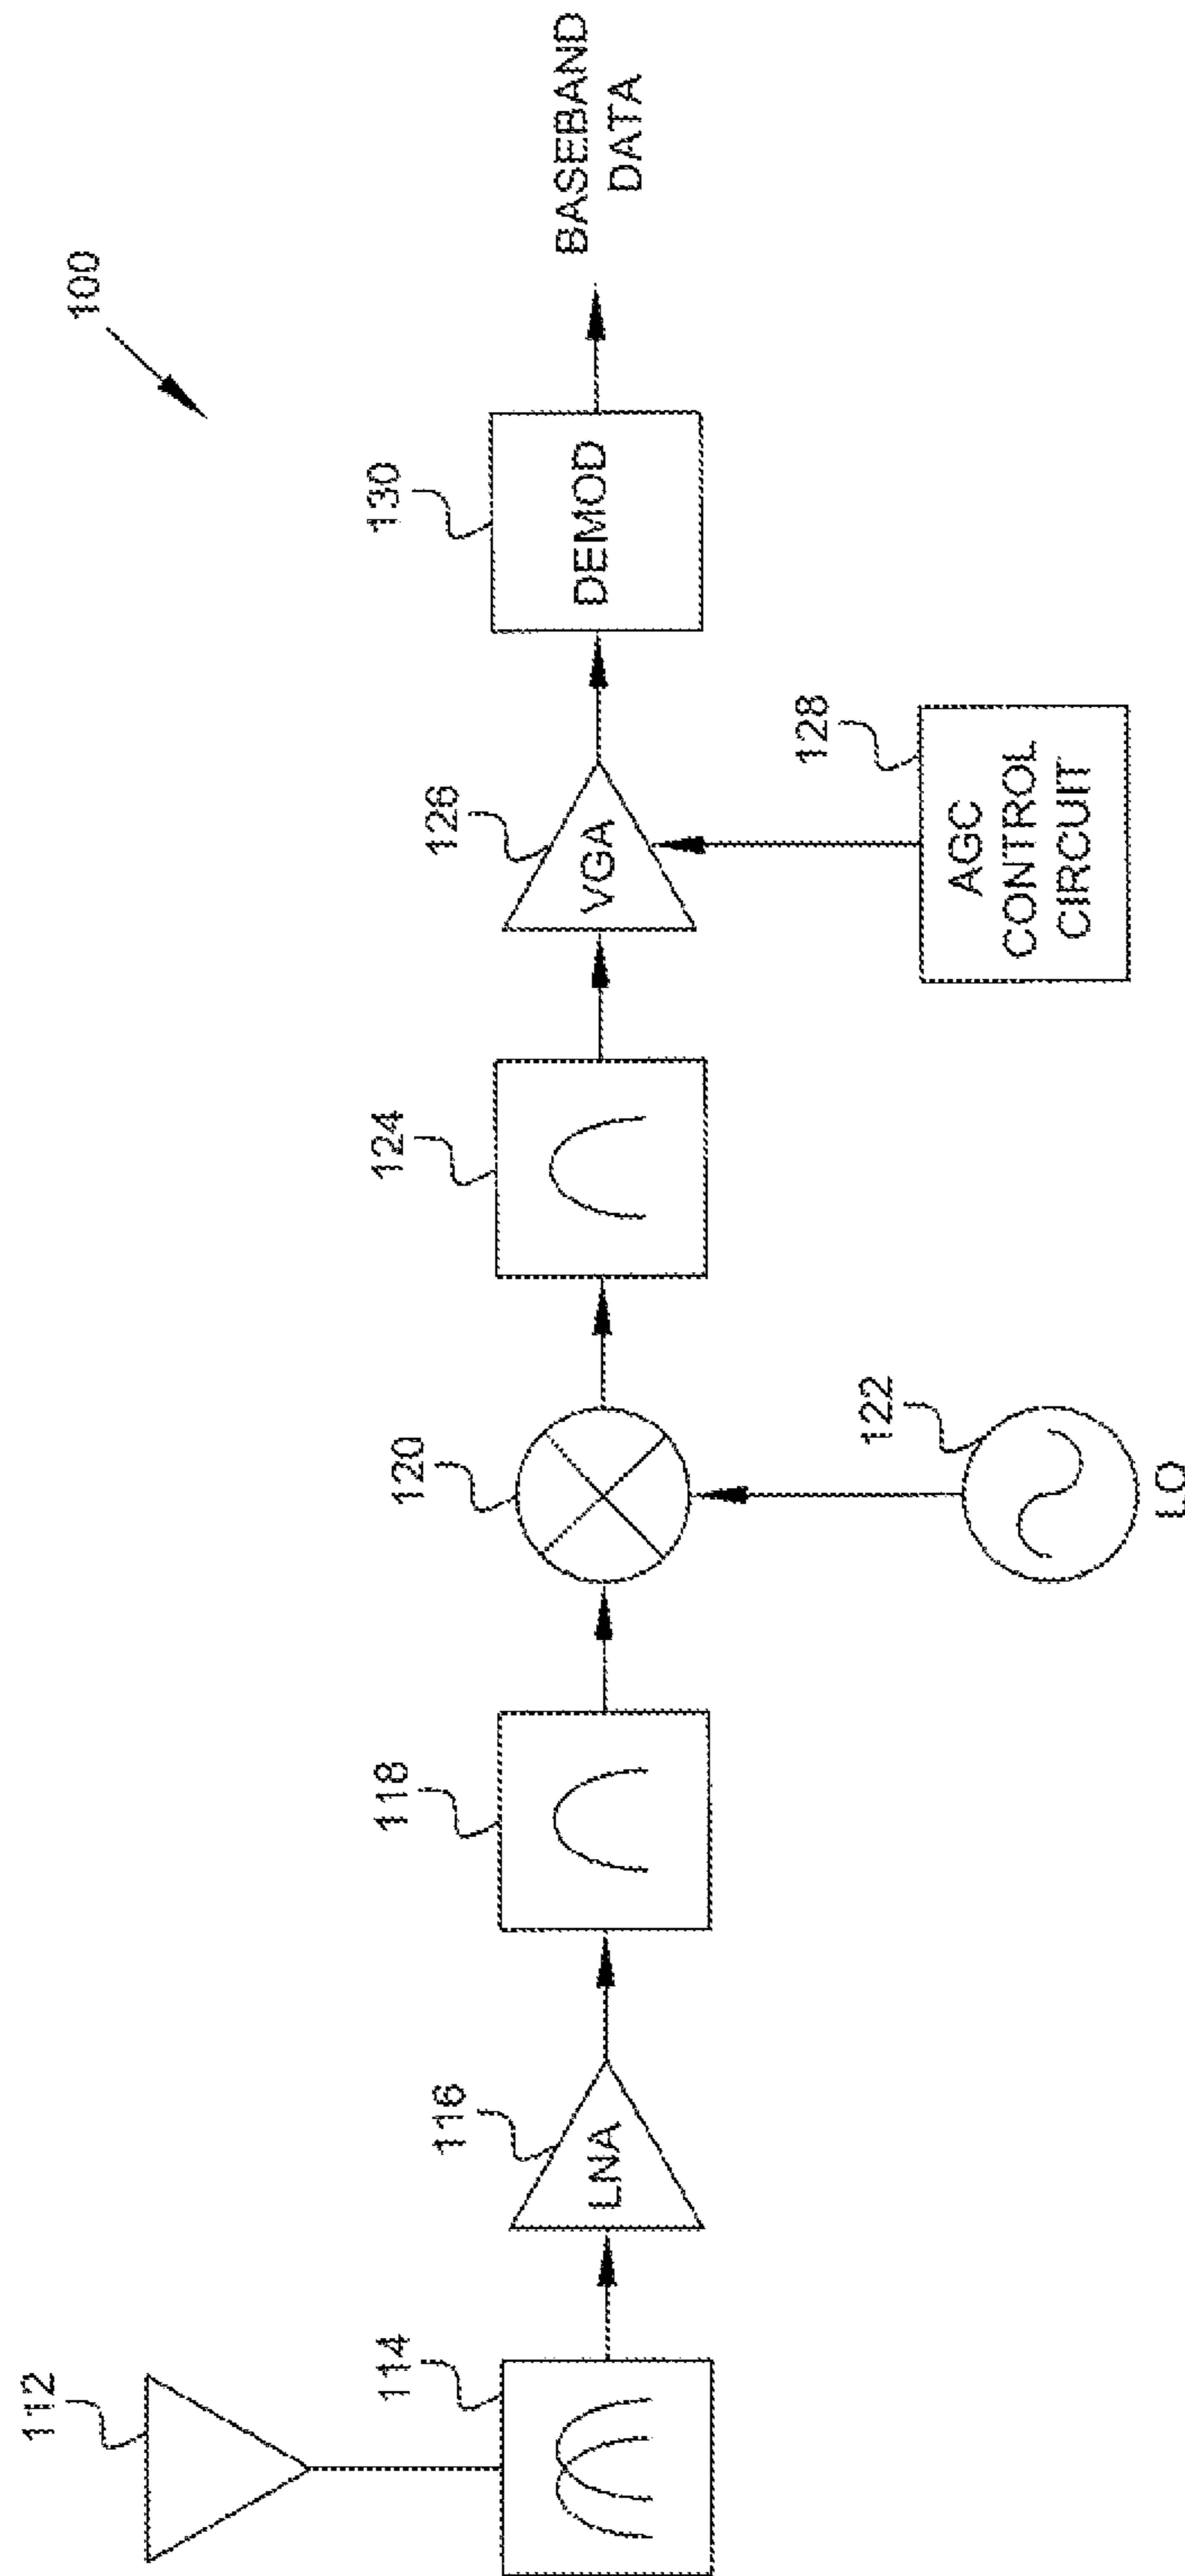 100
112
114
116
LNA
118
120
122
LO
124
126
VGA
128
AGC
CONTROL
CIRCUIT
130
DEMOD
BASEBAND
DATA